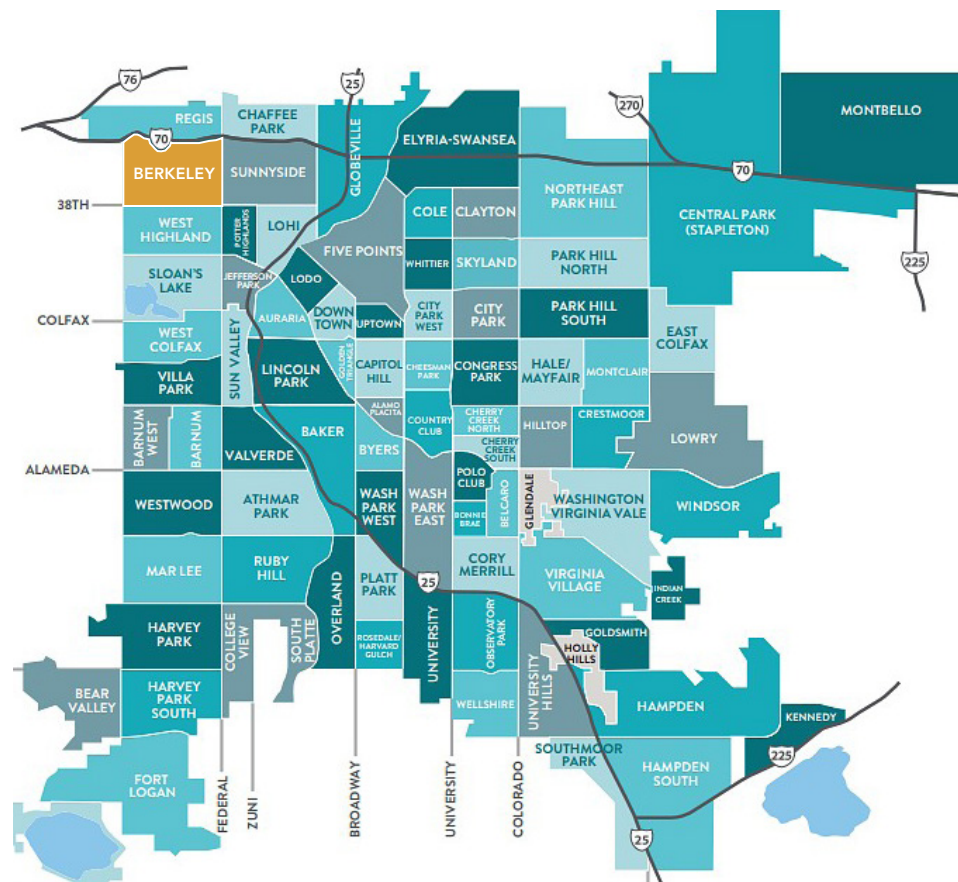 76
25
270
REGIS
CHAFFEE
PARK
GLOBEVILLE
ELYRIA-SWANSEA
MONTBELLO
70
70
BERKELEY
SUNNYSIDE
NORTHEAST
PARK HILL
38TH
COLE
CLAYTON
CENTRAL PARK
(STAPLETON)
WEST
HIGHLAND
POTTER
HIGHLANDS
LOHI
FIVE POINTS
225
SLOAN'S
LAKE
JEFFERSON
PARK
LODO
WHITTIER
SKYLAND
PARK HILL
NORTH
COLFAX
AURARIA
DOWN
TOWN
UPTOWN
CITY
PARK
WEST
CITY
PARK
PARK HILL
SOUTH
EAST
COLFAX
WEST
COLFAX
SUN VALLEY
GOLDEN
TRIANGLE
CAPITOL
HILL
CHEESMAN
PARK
CONGRESS
PARK
HALE/
MAYFAIR
MONTCLAIR
VILLA
PARK
LINCOLN
PARK
ALAMO
PLACITA
BARNUM
WEST
BARNUM
VALVERDE
BAKER
BYERS
COUNTRY
CLUB
CHERRY
CREEK
NORTH
HILLTOP
CRESTMOOR
LOWRY
CHERRY
CREEK
SOUTH
ALAMEDA
WESTWOOD
ATHMAR
PARK
WASH
PARK
WEST
WASH
PARK
EAST
POLO
CLUB
BONNIE
BRAE
BELCARO
GLENDALE
WASHINGTON
VIRGINIA VALE
WINDSOR
MAR LEE
RUBY
HILL
OVERLAND
PLATT
PARK
25
CORY
MERRILL
VIRGINIA
VILLAGE
INDIAN
CREEK
HARVEY
PARK
COLLEGE
VIEW
SOUTH
PLATTE
ROSEDALE/
HARVARD
GULCH
UNIVERSITY
OBSERVATORY
PARK
GOLDSMITH
HOLLY
HILLS
BEAR
VALLEY
HARVEY
PARK
SOUTH
WELLSHIRE
UNIVERSITY
HILLS
HAMPDEN
KENNEDY
FORT
LOGAN
SOUTHMOOR
PARK
HAMPDEN
SOUTH
225
FEDERAL
ZUNI
BROADWAY
UNIVERSITY
COLORADO
25